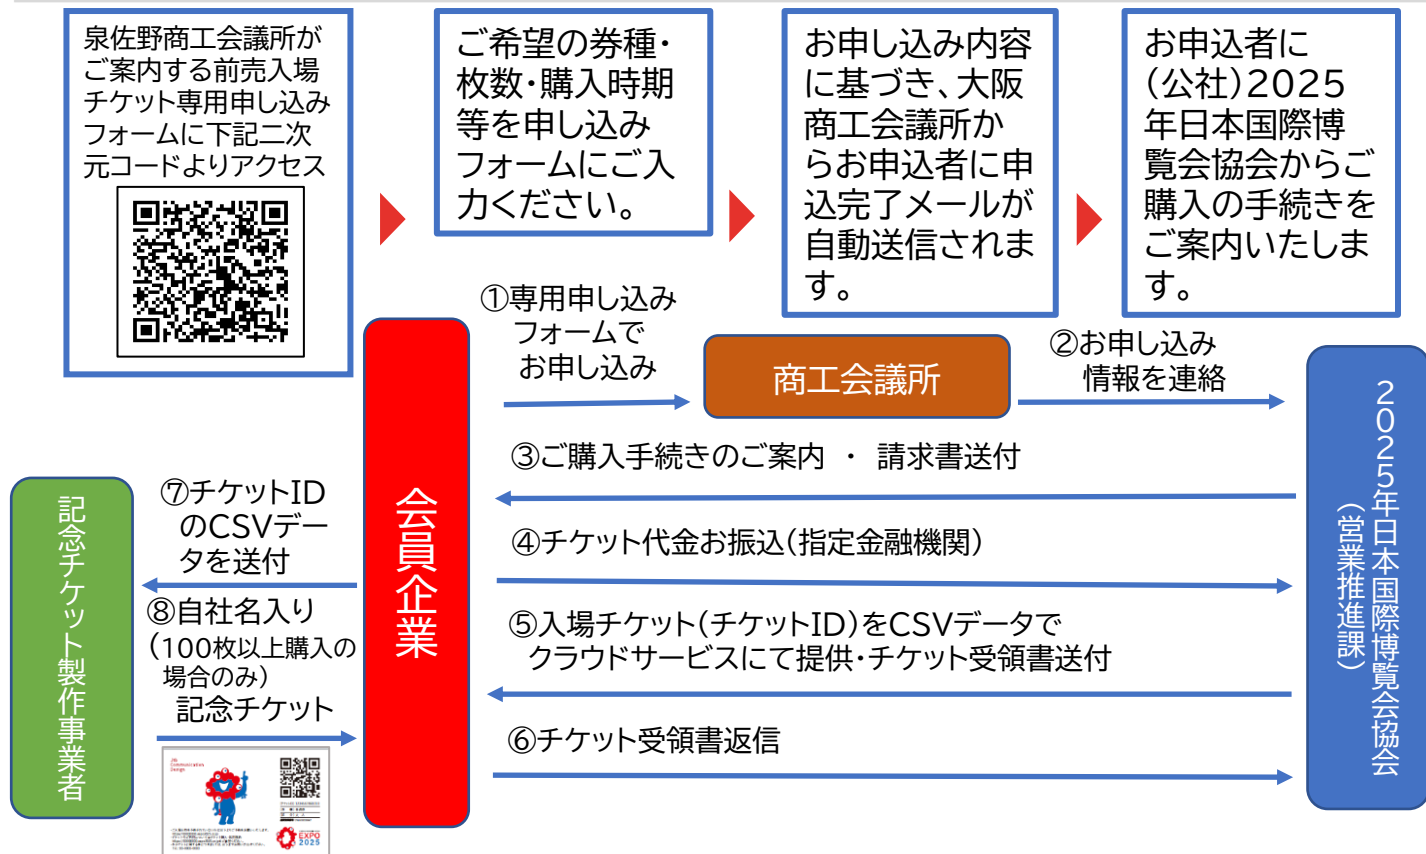 泉佐野商工会議所が
ご案内する前売入場
チケット専用申し込み
フォームに下記二次
元コードよりアクセス
ご希望の券種・
枚数・購入時期
等を申し込み
フォームにご入
力ください。
お申し込み内容
に基づき、大阪
商工会議所か
らお申込者に申
込完了メールが
自動送信されま
す。
お申込者に
(公社)2025
年日本国際博
覧会協会からご
購入の手続きを
ご案内いたしま
す。
①専用申し込み
フォームで
お申し込み
商工会議所
②お申し込み
情報を連絡
2025年日本国際博覧会協会
(営業推進課)
③ご購入手続きのご案内 ・ 請求書送付
会員企業
④チケット代金お振込(指定金融機関)
⑤入場チケット(チケットID)をCSVデータで
クラウドサービスにて提供・チケット受領書送付
⑥チケット受領書返信
記念チケット製作事業者
⑦チケットID
のCSVデー
タを送付
⑧自社名入り
(100枚以上購入の
場合のみ)
記念チケット
EXPO
2025